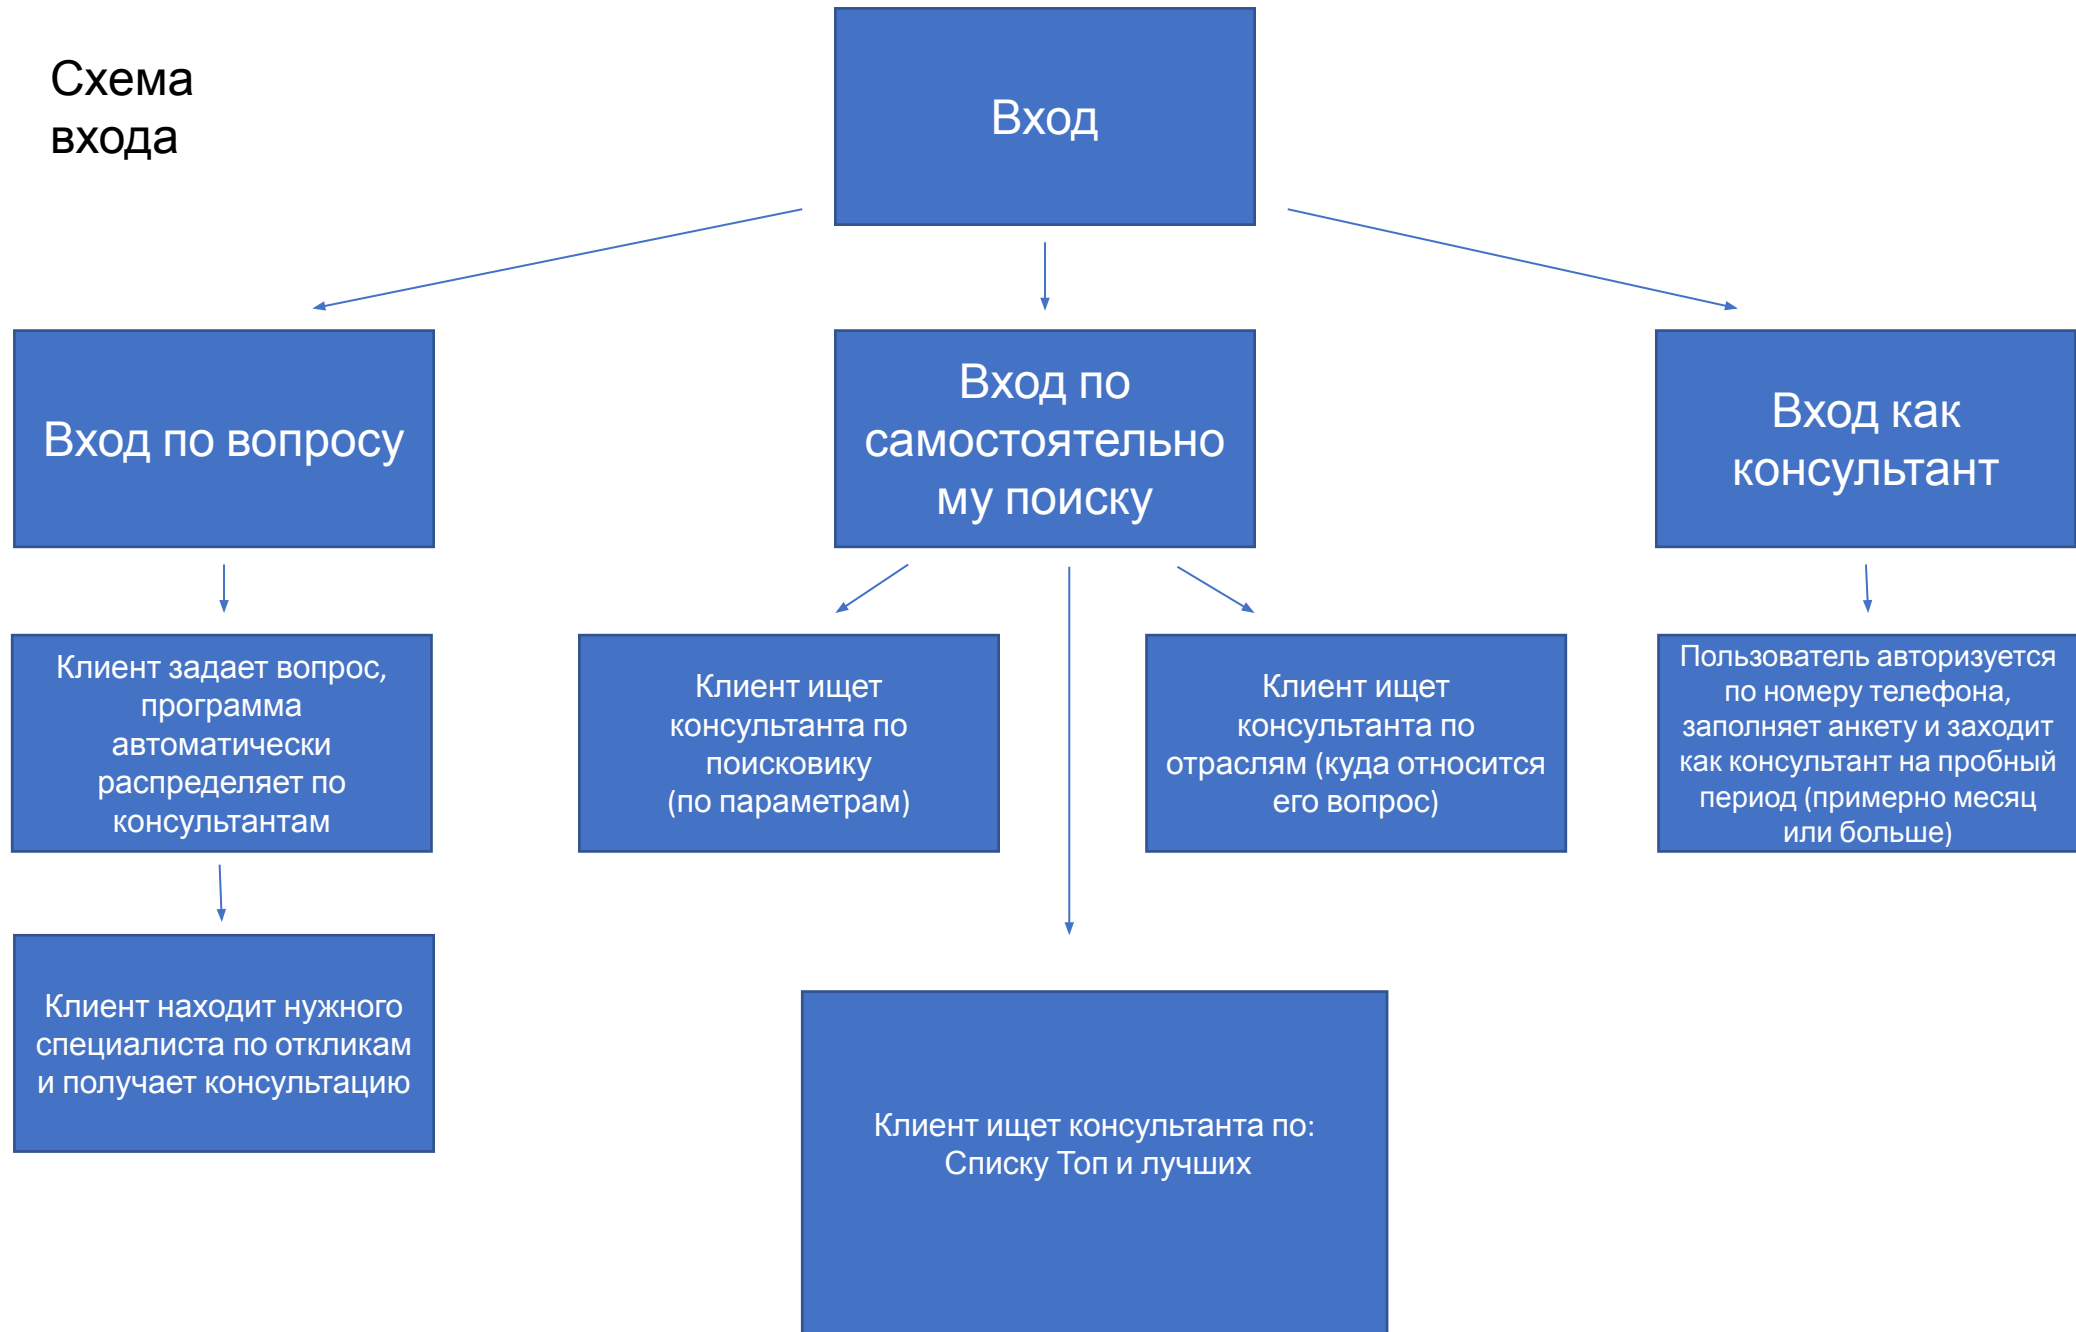 Схема
входа
Вход
Вход по вопросу
Вход по
самостоятельно
му поиску
Вход как
консультант
Клиент задает вопрос,
программа
автоматически
распределяет по
консультантам
Клиент ищет
консультанта по
поисковику
(по параметрам)
Клиент ищет
консультанта по
отраслям (куда относится
его вопрос)
Пользователь авторизуется
по номеру телефона,
заполняет анкету и заходит
как консультант на пробный
период (примерно месяц
или больше)
Клиент находит нужного
специалиста по откликам
и получает консультацию
Клиент ищет консультанта по:
Списку Топ и лучших